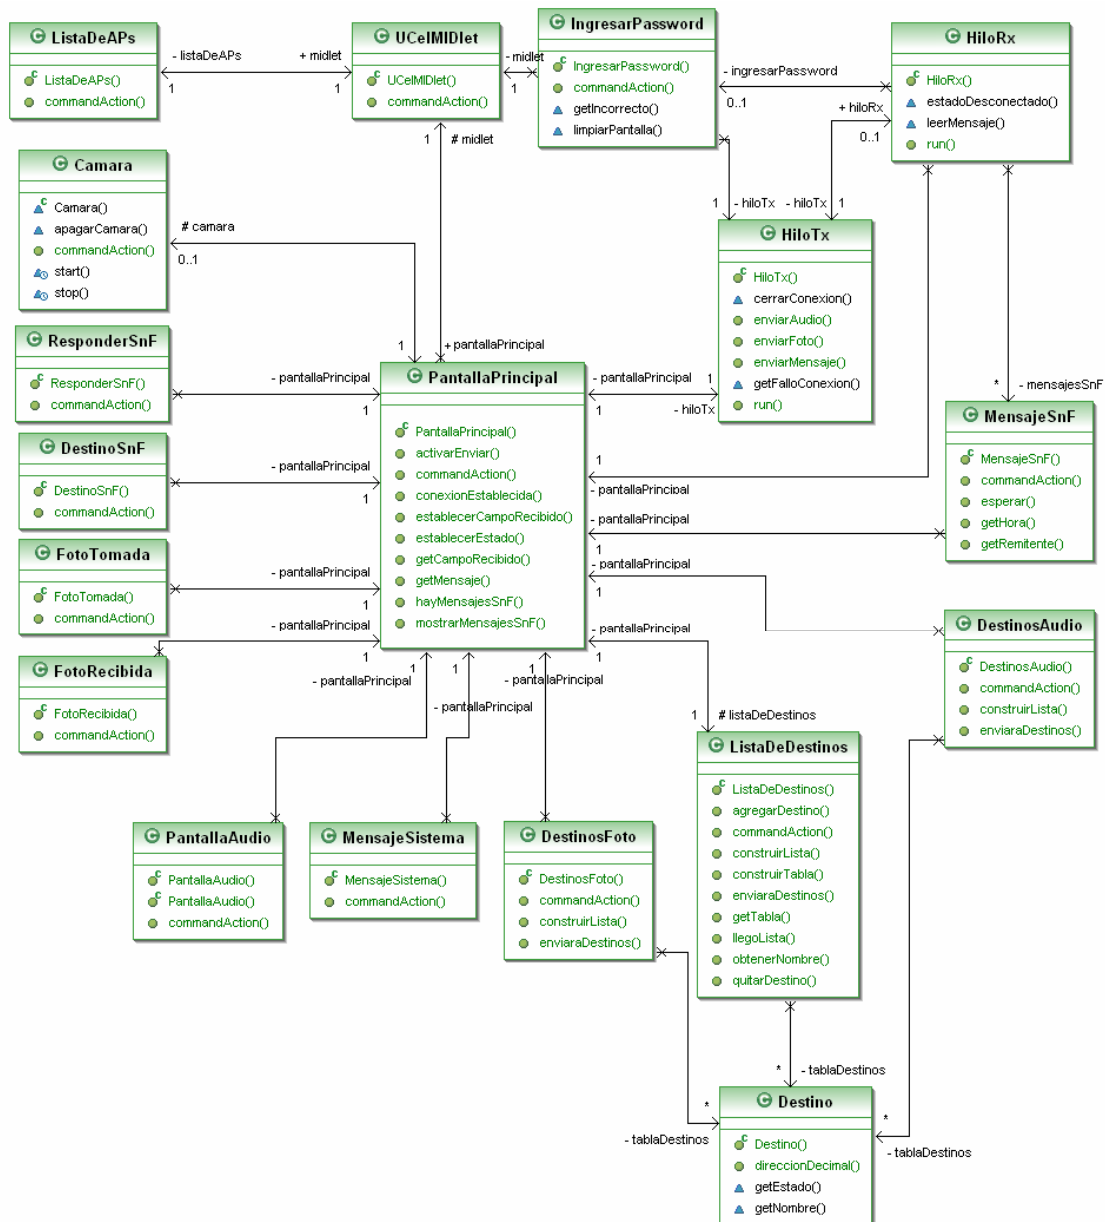 ListaDeAPs
ListaDeAPs()
commandAction()
- listaDeAPs
1
+ midlet
1
UCelMIDlet
UCelMIDlet()
commandAction()
- midlet
1
IngresarPassword
IngresarPassword()
commandAction()
getIncorrecto()
limpiarPantalla()
- ingresarPassword
0..1
+ hiloRx
0..1
HiloRx
HiloRx()
estadoDesconectado()
leerMensaje()
run()
1
# midlet
Camara
Camara()
apagarCamara()
commandAction()
start()
stop()
# camara
0..1
1
+ pantallaPrincipal
1
- hiloTx
- hiloTx
1
HiloTx
HiloTx()
cerrarConexion()
enviarAudio()
enviarFoto()
enviarMensaje()
getFalloConexion()
run()
ResponderSnF
ResponderSnF()
commandAction()
- pantallaPrincipal
1
PantallaPrincipal
PantallaPrincipal()
activarEnviar()
commandAction()
conexionEstablecida()
establecerCampoRecibido()
establecerEstado()
getCampoRecibido()
getMensaje()
hayMensajesSnF()
mostrarMensajesSnF()
- pantallaPrincipal
1
1
- hiloTx
*
- mensajesSnF
MensajeSnF
MensajeSnF()
commandAction()
esperar()
getHora()
getRemitente()
DestinoSnF
DestinoSnF()
commandAction()
- pantallaPrincipal
1
1
- pantallaPrincipal
- pantallaPrincipal
1
- pantallaPrincipal
1
FotoTomada
FotoTomada()
commandAction()
- pantallaPrincipal
1
DestinosAudio
DestinosAudio()
commandAction()
construirLista()
enviaraDestinos()
FotoRecibida
FotoRecibida()
commandAction()
- pantallaPrincipal
1
- pantallaPrincipal
1
1
- pantallaPrincipal
1
- pantallaPrincipal
1
- pantallaPrincipal
1
# listaDeDestinos
ListaDeDestinos
ListaDeDestinos()
agregarDestino()
commandAction()
construirLista()
construirTabla()
enviaraDestinos()
getTabla()
llegoLista()
obtenerNombre()
quitarDestino()
PantallaAudio
PantallaAudio()
PantallaAudio()
commandAction()
MensajeSistema
MensajeSistema()
commandAction()
DestinosFoto
DestinosFoto()
commandAction()
construirLista()
enviaraDestinos()
*
- tablaDestinos
*
- tablaDestinos
*
- tablaDestinos
Destino
Destino()
direccionDecimal()
getEstado()
getNombre()